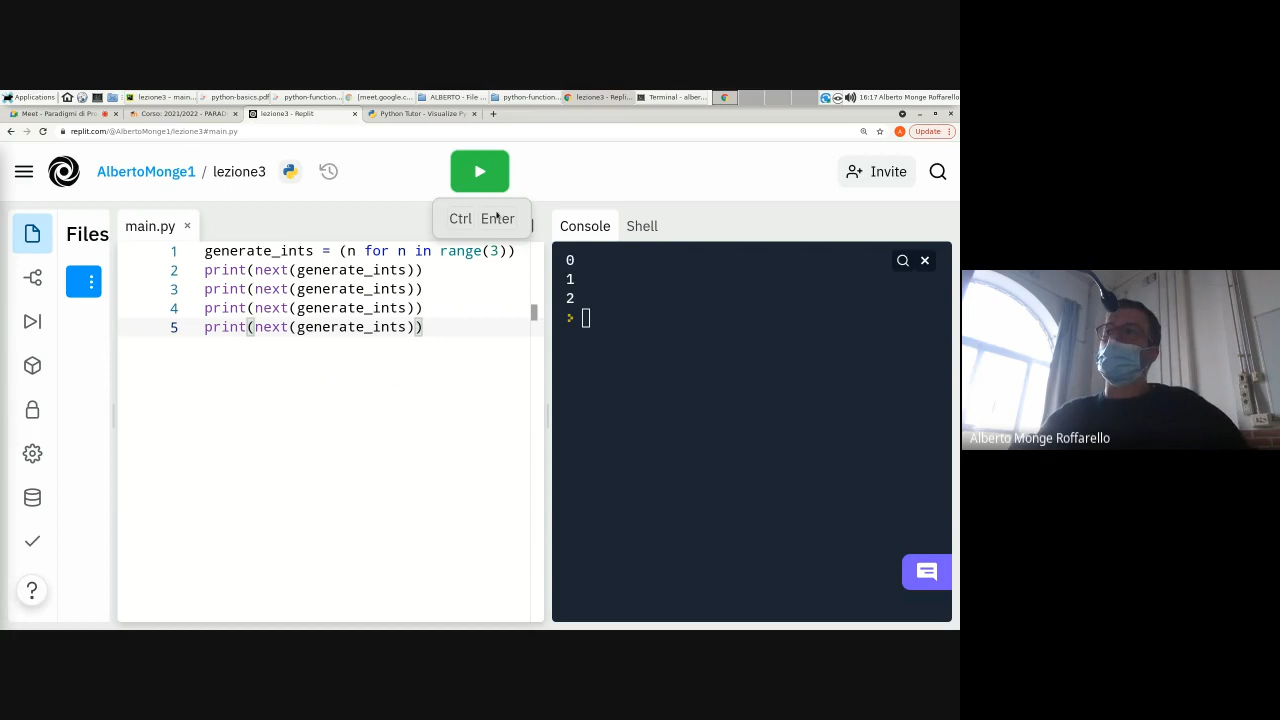 Applications lezione3 - main... python-basics.pdf python-function... [meet.google.c... ALBERTO - File ... python-function... lezione3 - Repli... Terminal - alber... 16:17 Alberto Monge Roffarello
Meet - Paradigmi di Pro Corso: 2021/2022 - PARAD lezione3 - Replit Python Tutor - Visualize Py
replit.com/@AlbertoMonge1/lezione3#main.py A Update
AlbertoMonge1 / lezione3 Invite
Ctrl Enter
Files
main.py
Console Shell
1 generate_ints = (n for n in range(3))
2 print(next(generate_ints))
3 print(next(generate_ints))
4 print(next(generate_ints))
5 print(next(generate_ints))
0
1
2
?
Alberto Monge Roffarello